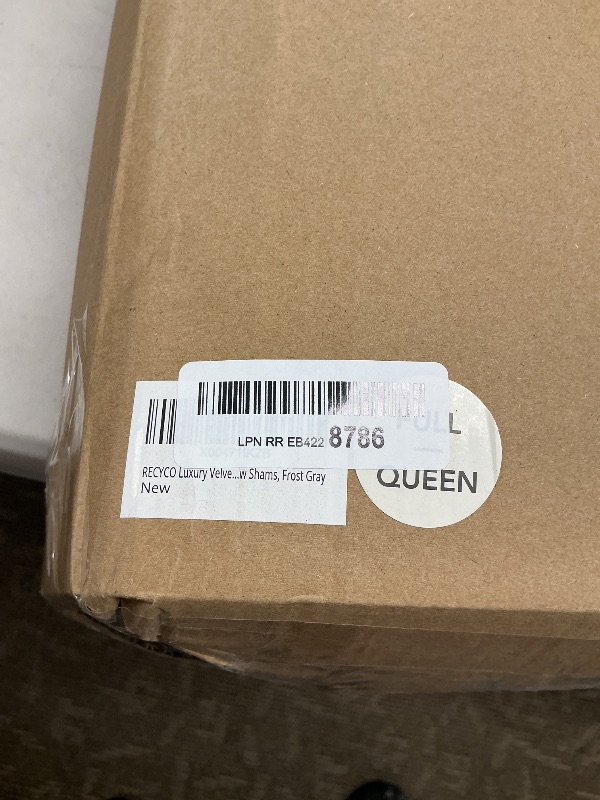 LPN RR EB422 8786
RECYCO Luxury Velve...w Shams, Frost Gray
New
FULL
QUEEN